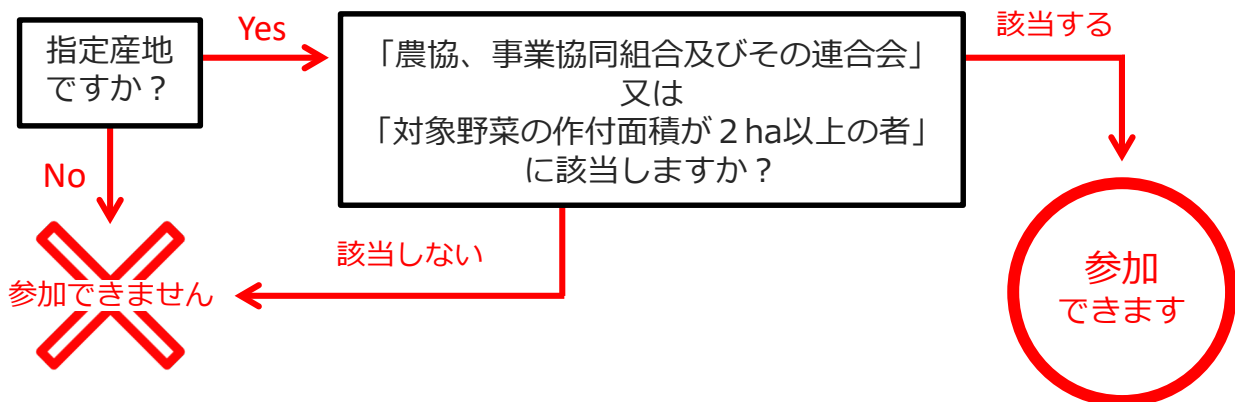 指定産地
ですか？
Yes
「農協、事業協同組合及びその連合会」
又は
「対象野菜の作付面積が２ha以上の者」
に該当しますか？
該当する
No
該当しない
参加できません
参加
できます